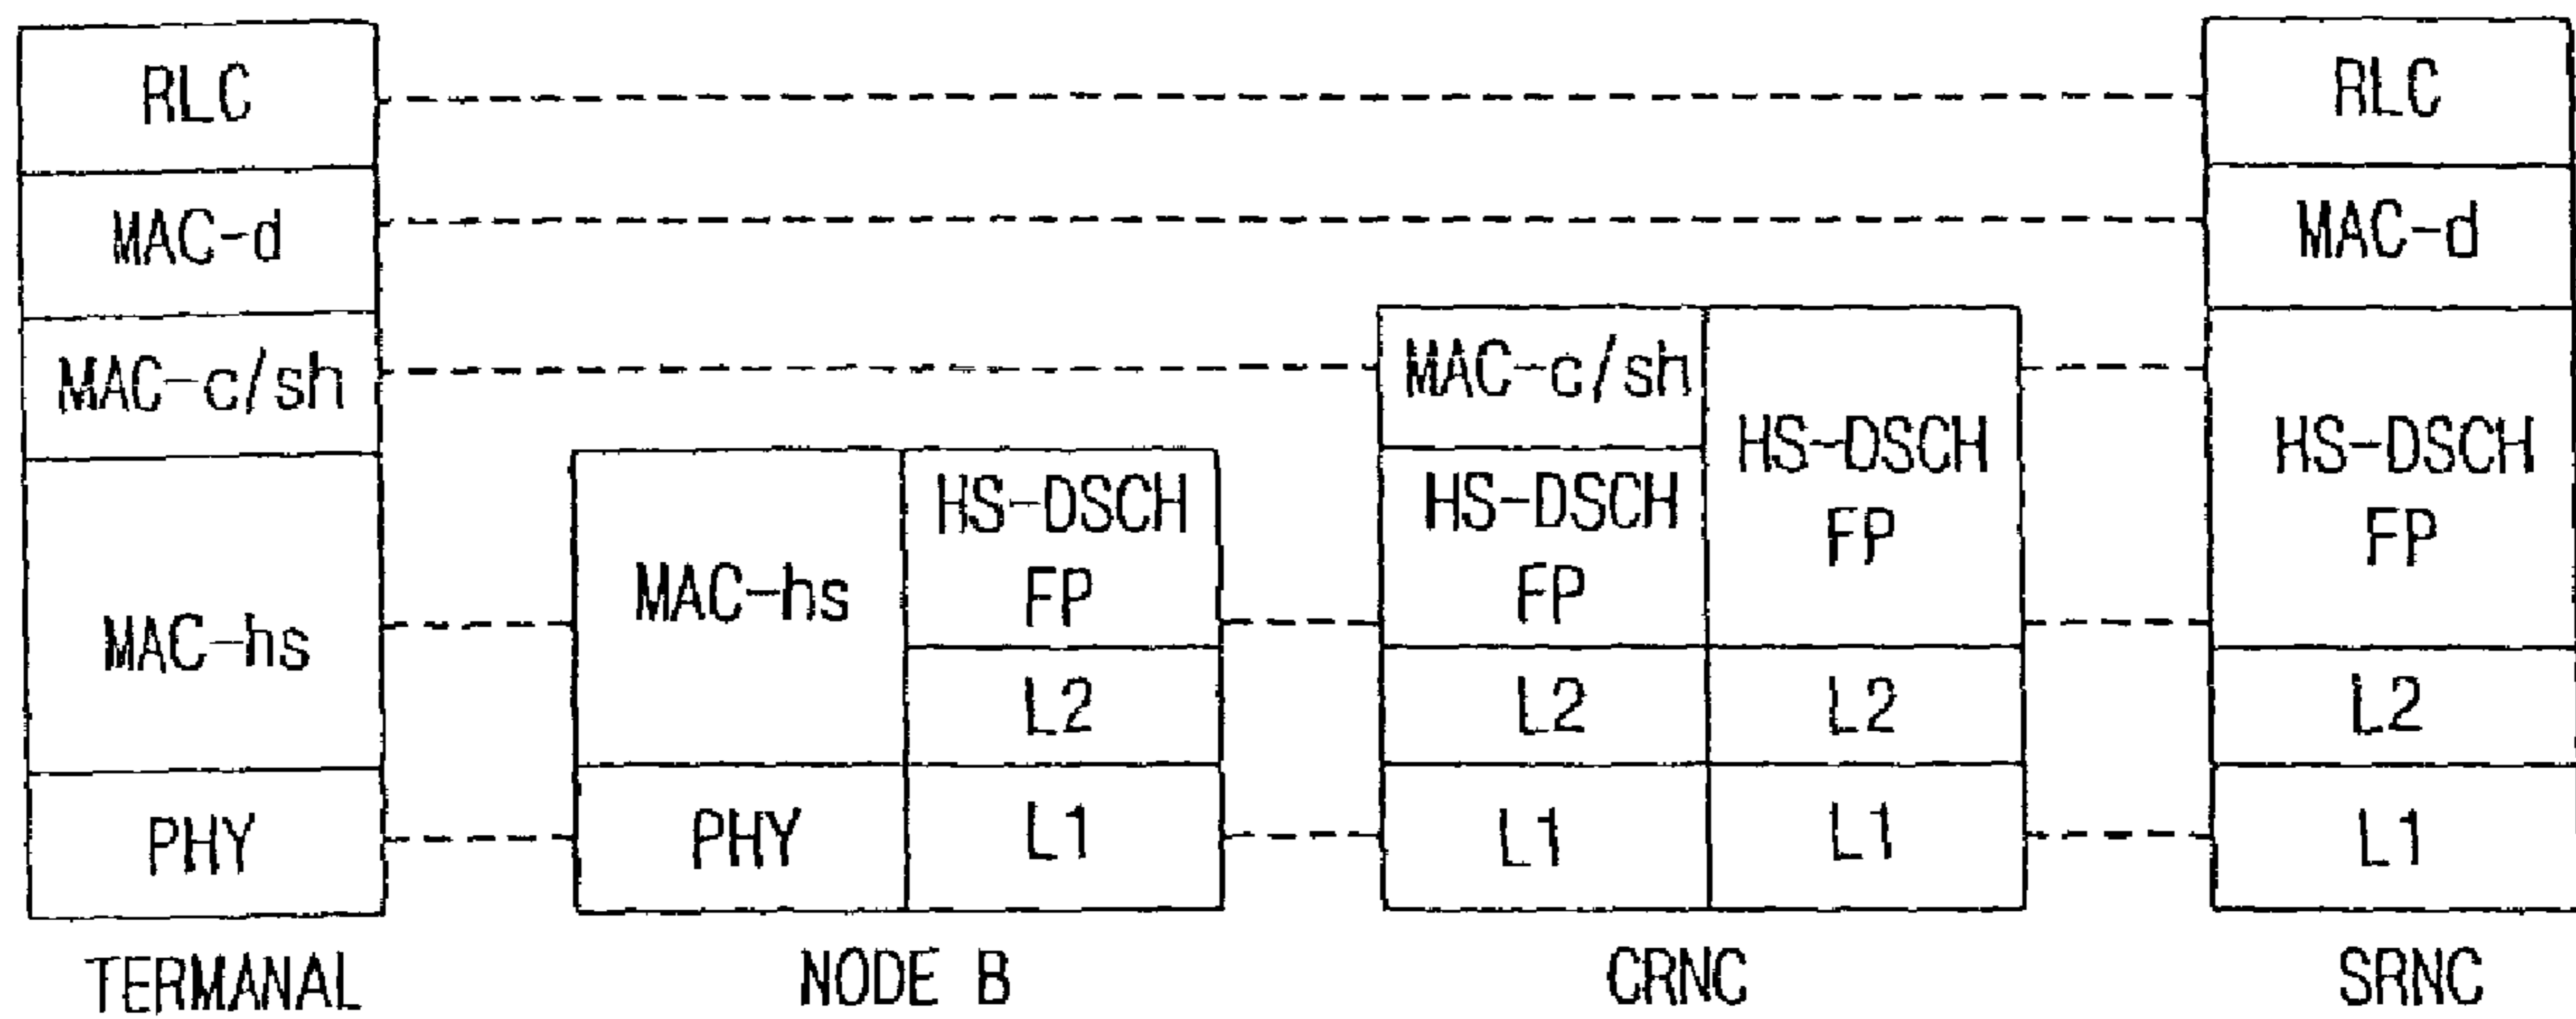 RLC
MAC-d
MAC-c/sh
MAC-hs
PHY
TERMANAL
MAC-hs
PHY
HS-DSCH
FP
L2
L1
NODE B
MAC-c/sh
HS-DSCH
FP
L2
L1
HS-DSCH
FP
L2
L1
CRNC
RLC
MAC-d
HS-DSCH
FP
L2
L1
SRNC